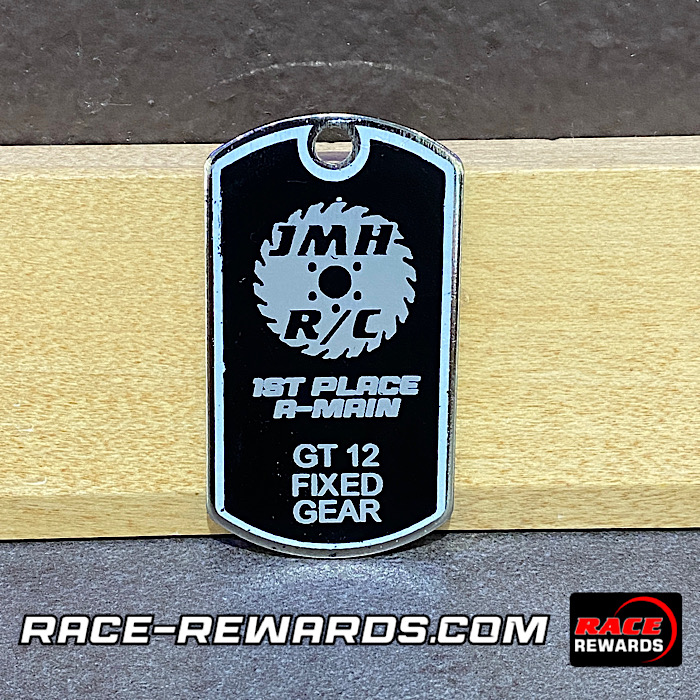 JMH
R/C
1ST PLACE
A-MAIN
GT 12
FIXED
GEAR
RACE-REWARDS.COM
RACE
REWARDS